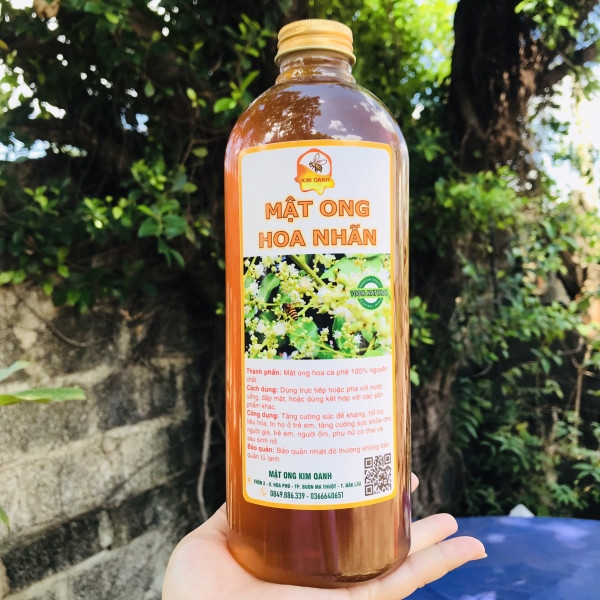 KIM OANH
MẬT ONG
HOA NHÃN
100% NATURAL
Thành phần: Mật ong hoa cà phê 100% nguyên
chất
Cách dùng: Dùng trực tiếp hoặc pha với nước
uống, đắp mặt, hoặc dùng kết hợp với các sản
phẩm khác.
Công dụng: Tăng cường sức đề kháng, hỗ trợ
tiêu hóa, trị ho ở trẻ em, tăng cường sức khỏe cho
người già, trẻ em, người ốm, phụ nữ có thai và
sau sinh nở
Bảo quản: Bảo quản nhiệt độ thường không bảo
quản tủ lạnh
MẬT ONG KIM OANH
THÔN 3 - X. HÒA PHÚ - TP. BUÔN MA THUỘT - T. ĐẮK LẮK
0849.886.339 - 0366640651